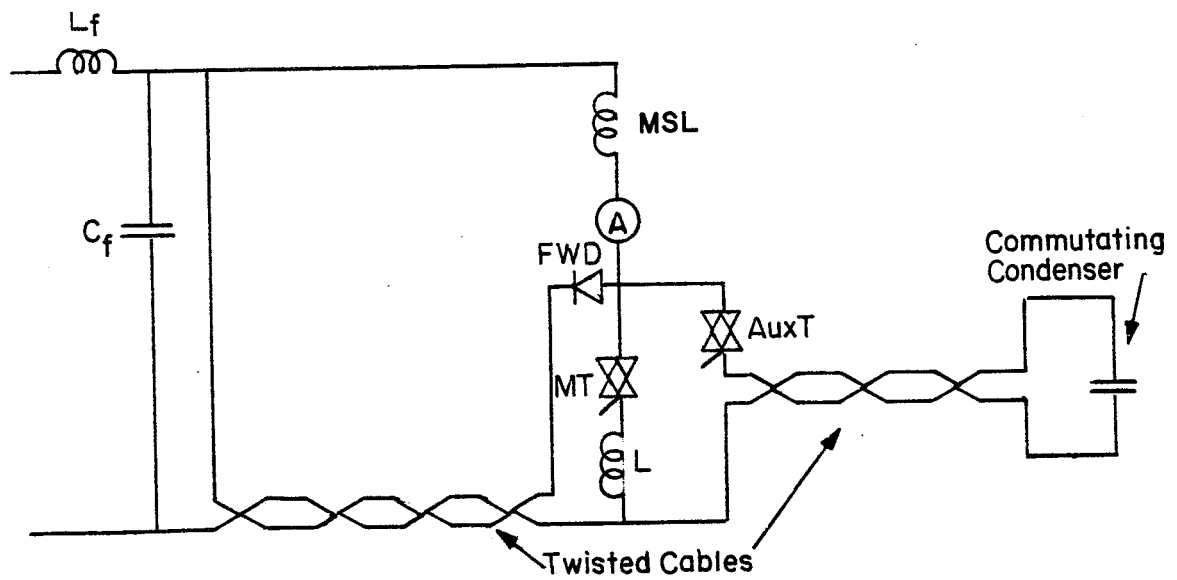 Lf
MSL
A
Cf
FWD
Commutating
Condenser
AuxT
MT
L
Twisted Cables